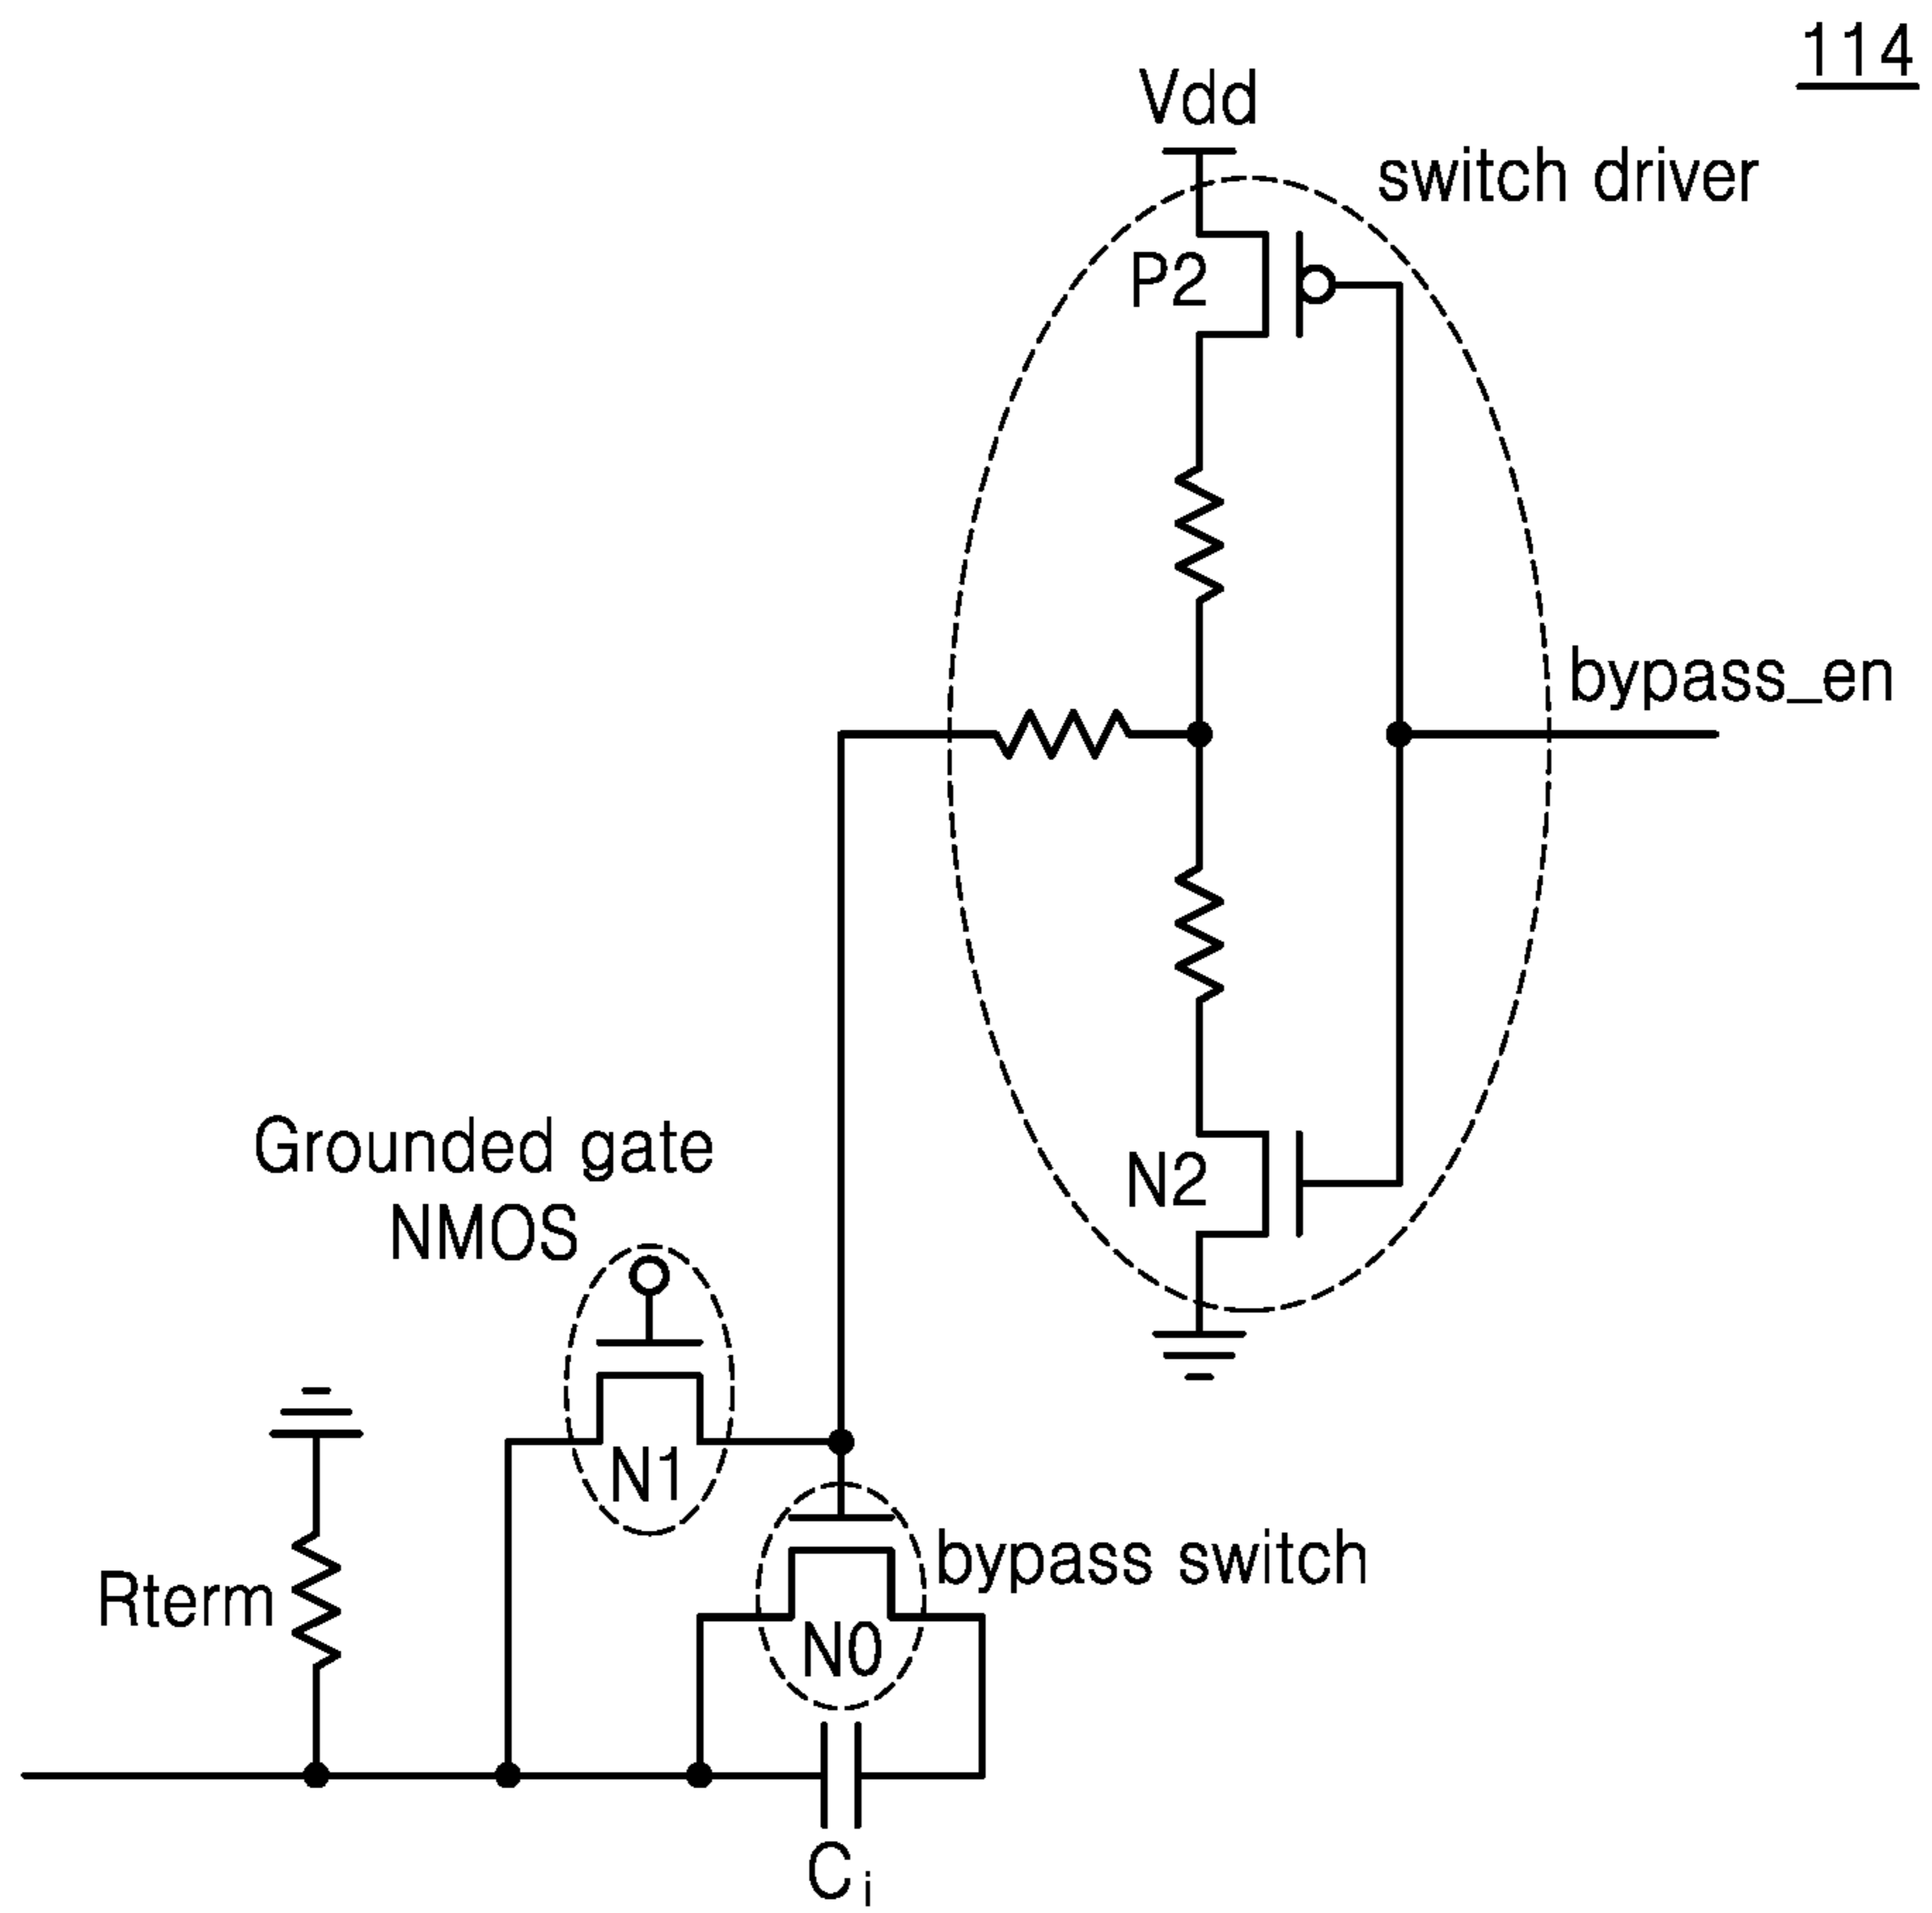 114
Vdd
switch driver
P2
bypass_en
Grounded gate
NMOS
N2
N1
bypass switch
Rterm
N0
Ci